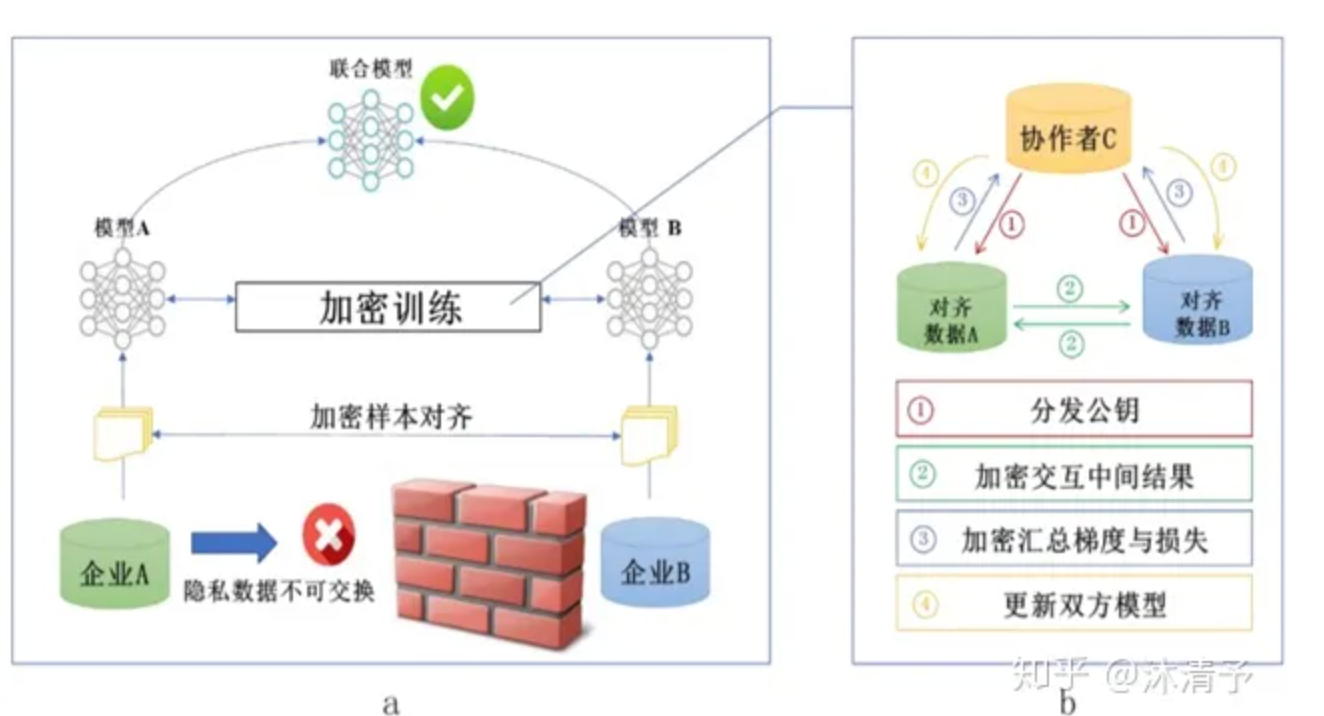 联合模型
模型A
模型 B
加密训练
加密样本对齐
企业A
隐私数据不可交换
企业B
a
协作者C
④
③
①
①
③
④
对齐
数据A
②
②
对齐
数据B
① 分发公钥
② 加密交互中间结果
③ 加密汇总梯度与损失
④ 更新双方模型
知乎 @沐清予
b